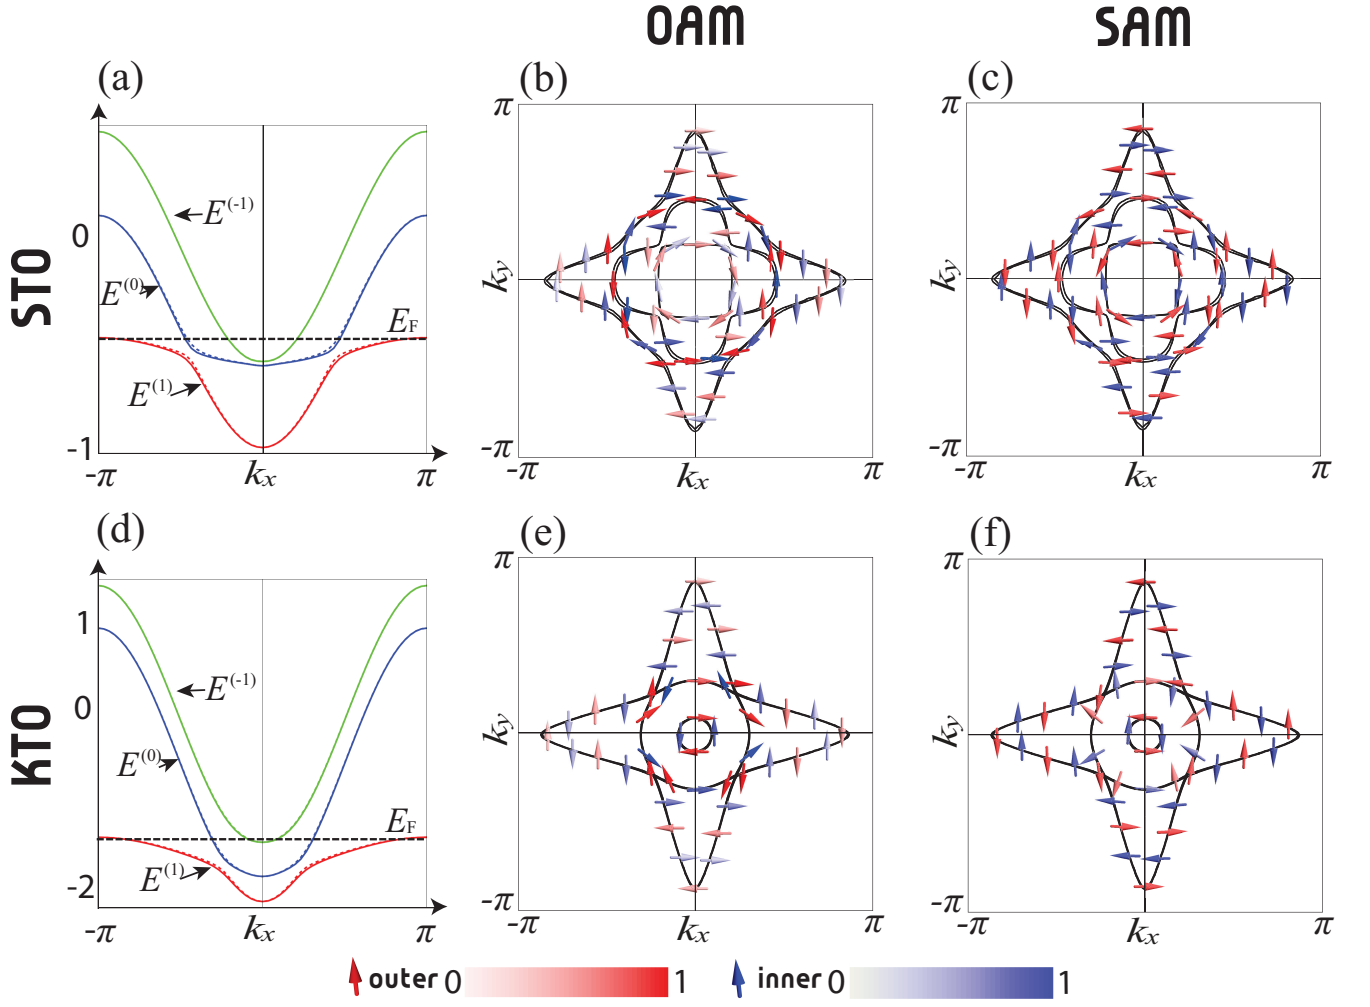 OAM
SAM
(a)
(b)
(c)
STO
0
-1
E(-1)
E(0)
E(1)
EF
-π
kx
π
π
ky
-π
-π
kx
π
π
ky
-π
-π
kx
π
(d)
(e)
(f)
KTO
1
0
-2
E(-1)
E(0)
E(1)
EF
-π
kx
π
π
ky
-π
-π
kx
π
π
ky
-π
-π
kx
π
outer 0 1
inner 0 1